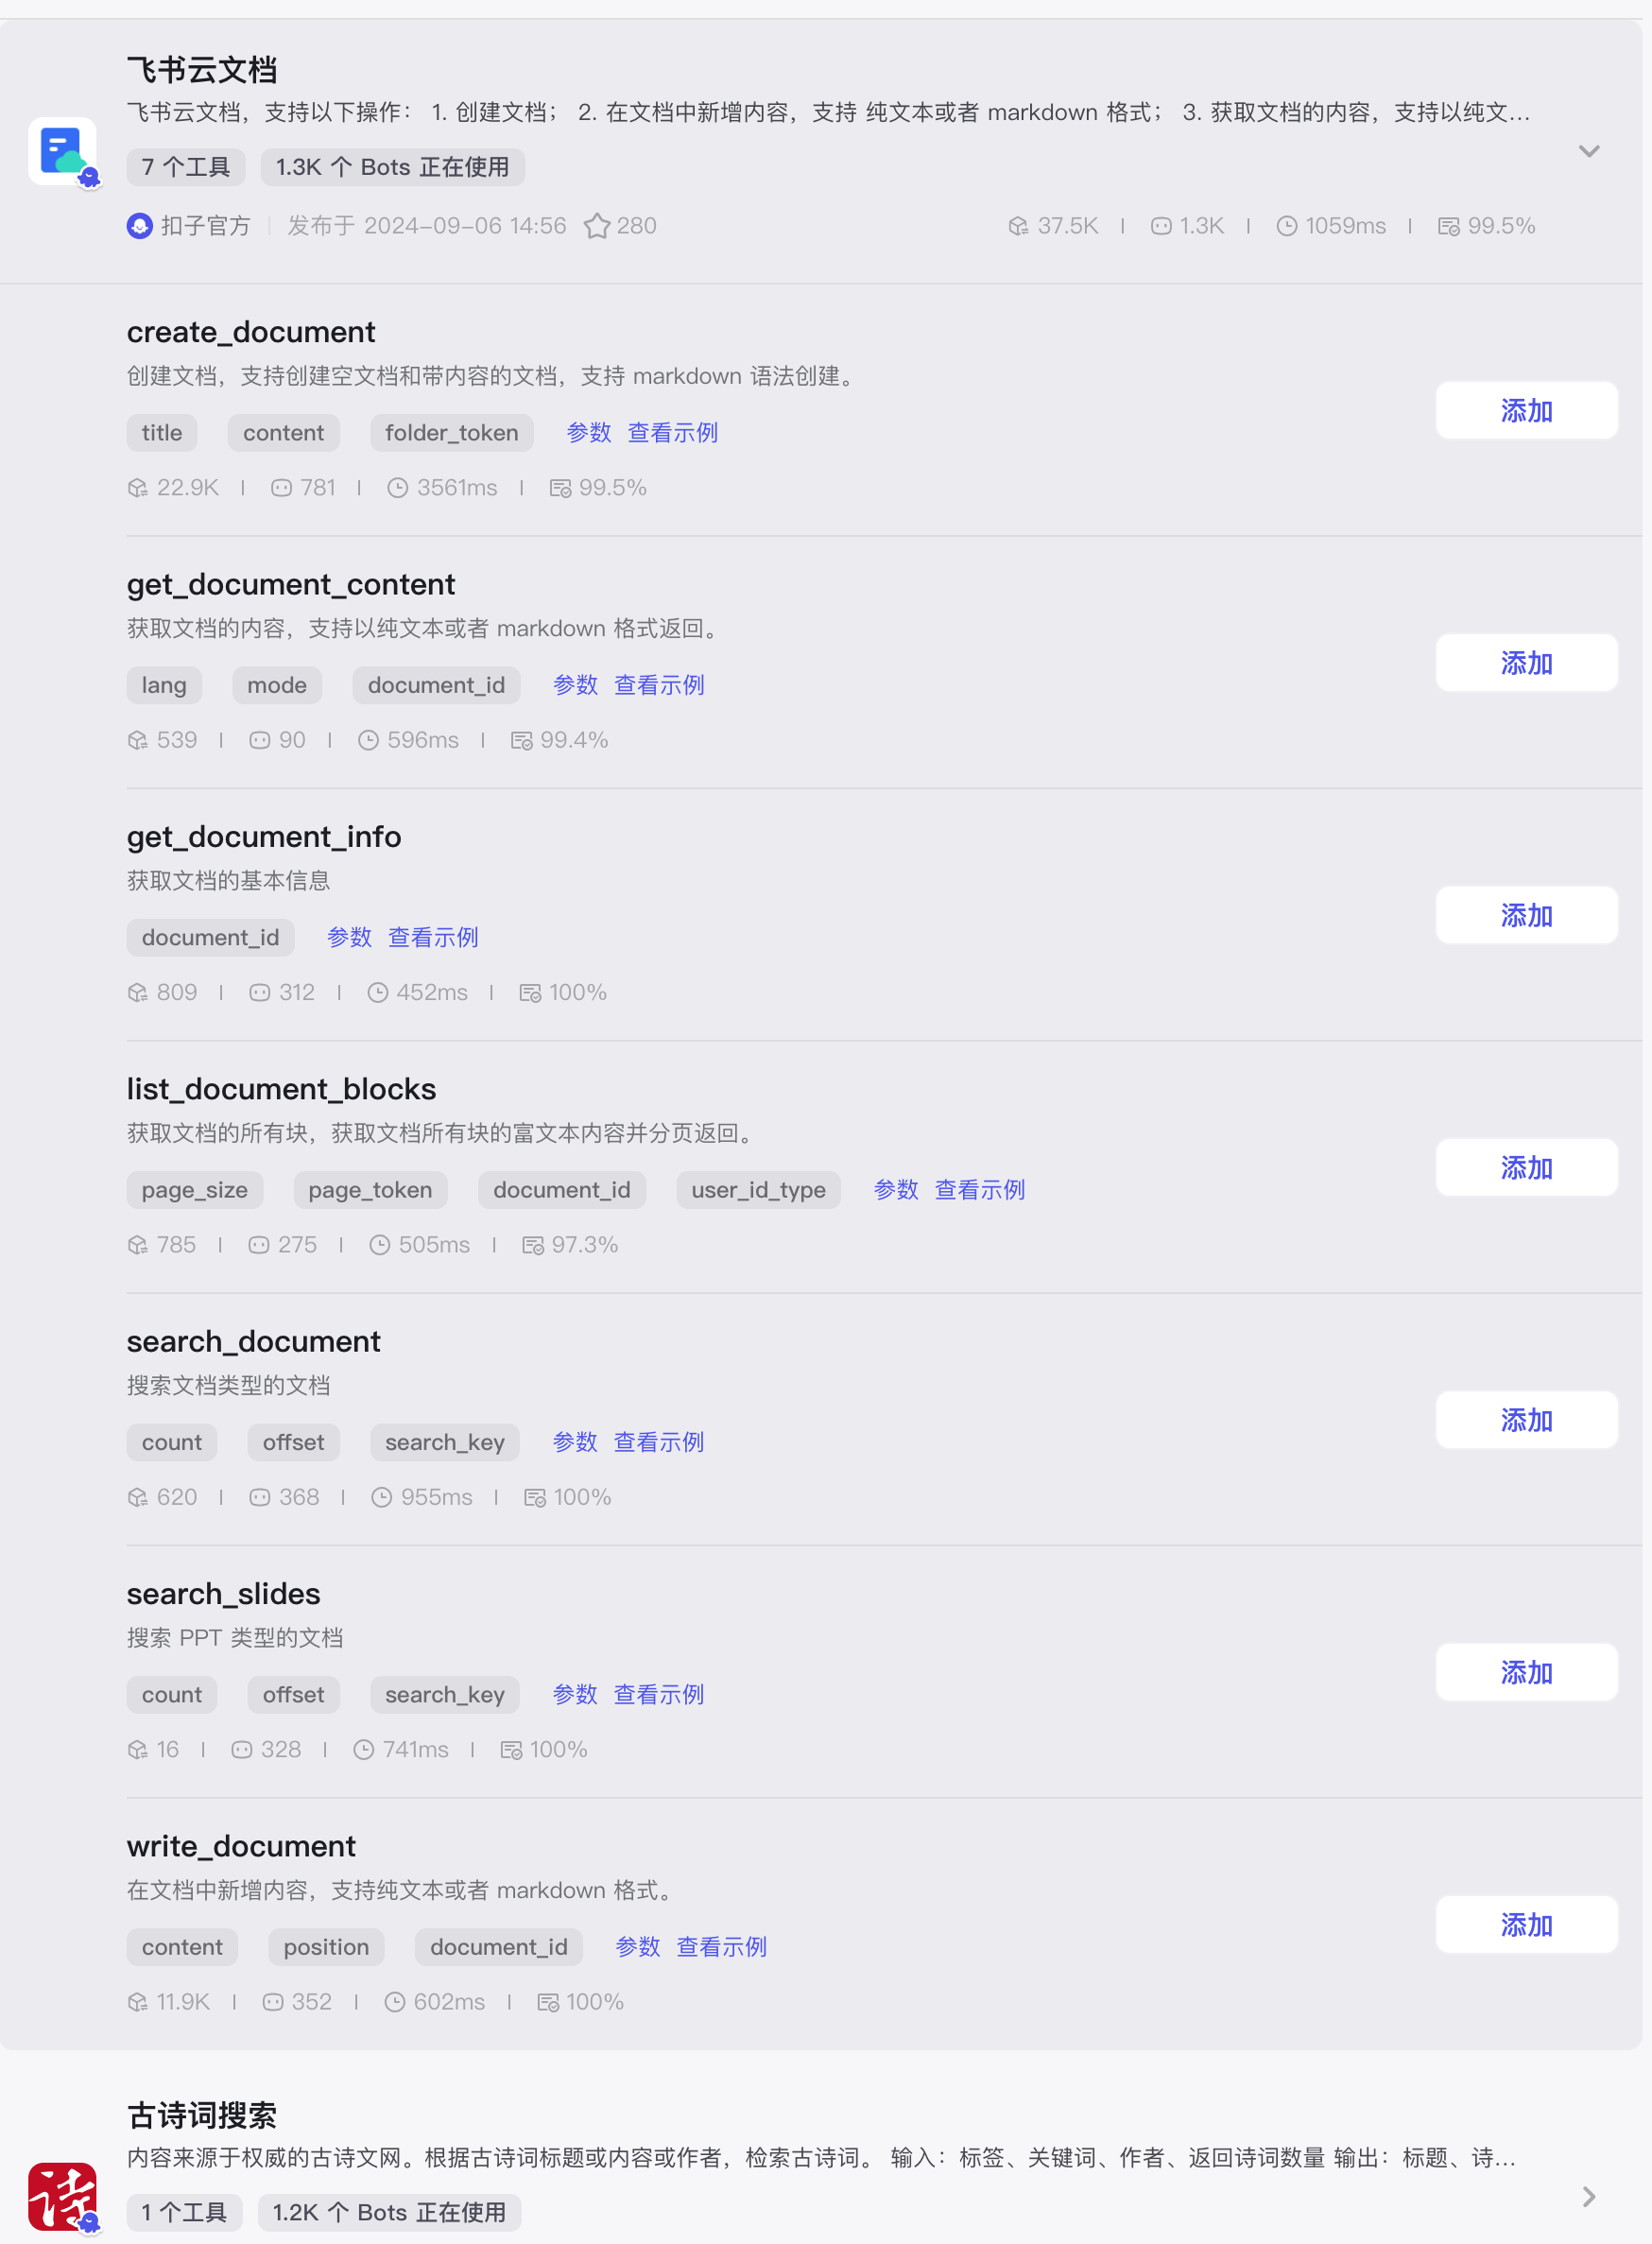 飞书云文档
飞书云文档，支持以下操作： 1. 创建文档； 2. 在文档中新增内容，支持 纯文本或者 markdown 格式； 3. 获取文档的内容，支持以纯文...
7 个工具 1.3K 个 Bots 正在使用
扣子官方 发布于 2024-09-06 14:56 280 37.5K 1.3K 1059ms 99.5%
create_document
创建文档，支持创建空文档和带内容的文档，支持 markdown 语法创建。
添加
title content folder_token 参数 查看示例
22.9K 781 3561ms 99.5%
get_document_content
获取文档的内容，支持以纯文本或者 markdown 格式返回。
添加
lang mode document_id 参数 查看示例
539 90 596ms 99.4%
get_document_info
获取文档的基本信息
添加
document_id 参数 查看示例
809 312 452ms 100%
list_document_blocks
获取文档的所有块，获取文档所有块的富文本内容并分页返回。
添加
page_size page_token document_id user_id_type 参数 查看示例
785 275 505ms 97.3%
search_document
搜索文档类型的文档
添加
count offset search_key 参数 查看示例
620 368 955ms 100%
search_slides
搜索 PPT 类型的文档
添加
count offset search_key 参数 查看示例
16 328 741ms 100%
write_document
在文档中新增内容，支持纯文本或者 markdown 格式。
添加
content position document_id 参数 查看示例
11.9K 352 602ms 100%
古诗词搜索
内容来源于权威的古诗文网。根据古诗词标题或内容或作者，检索古诗词。 输入：标签、关键词、作者、返回诗词数量 输出：标题、诗...
诗
1 个工具 1.2K 个 Bots 正在使用